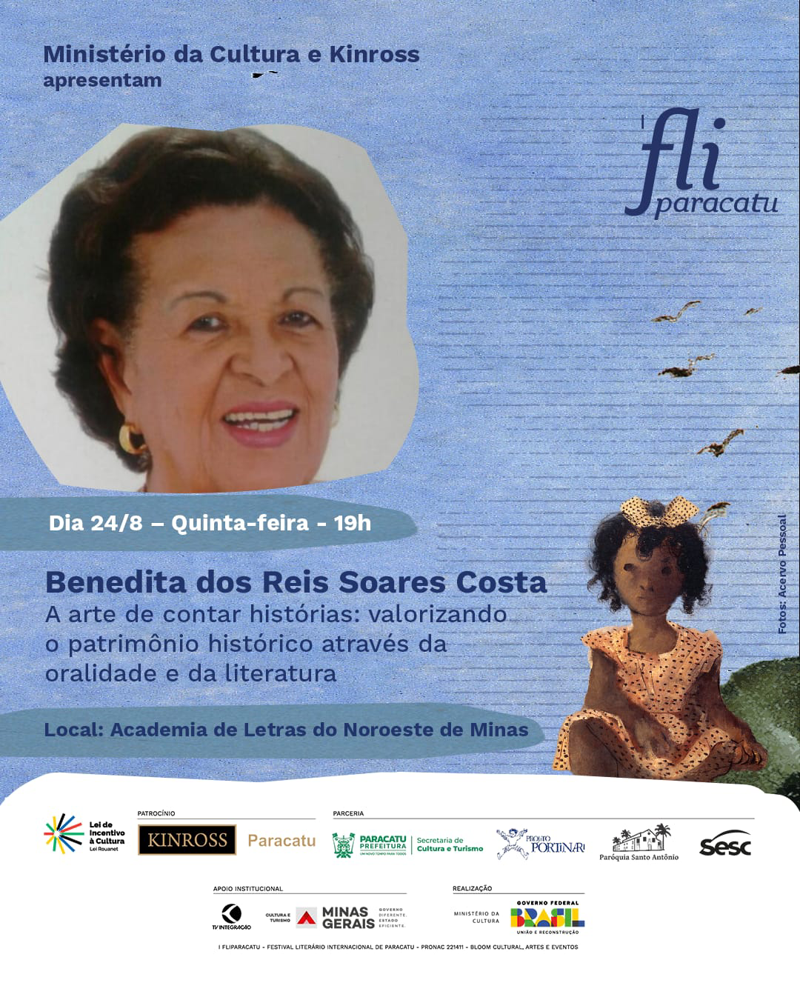 Ministério da Cultura e Kinross
apresentam
I fli
paracatu
Dia 24/8 – Quinta-feira - 19h
Benedita dos Reis Soares Costa
A arte de contar histórias: valorizando
o patrimônio histórico através da
oralidade e da literatura
Local: Academia de Letras do Noroeste de Minas
Fotos: Acervo Pessoal
Lei de
Incentivo
à Cultura
Lei Rouanet
PATROCÍNIO
KINROSS
Paracatu
PARCERIA
PARACATU
PREFEITURA
UM NOVO TEMPO PARA TODOS
Secretaria de
Cultura e Turismo
PROJETO
PORTINARI
Paróquia Santo Antônio
Sesc
APOIO INSTITUCIONAL
TV INTEGRAÇÃO
CULTURA E
TURISMO
MINAS
GERAIS
GOVERNO
DIFERENTE.
ESTADO
EFICIENTE.
REALIZAÇÃO
MINISTÉRIO DA
CULTURA
GOVERNO FEDERAL
BRASIL
UNIÃO E RECONSTRUÇÃO
I FLIPARACATU - FESTIVAL LITERÁRIO INTERNACIONAL DE PARACATU - PRONAC 221411 - BLOOM CULTURAL, ARTES E EVENTOS